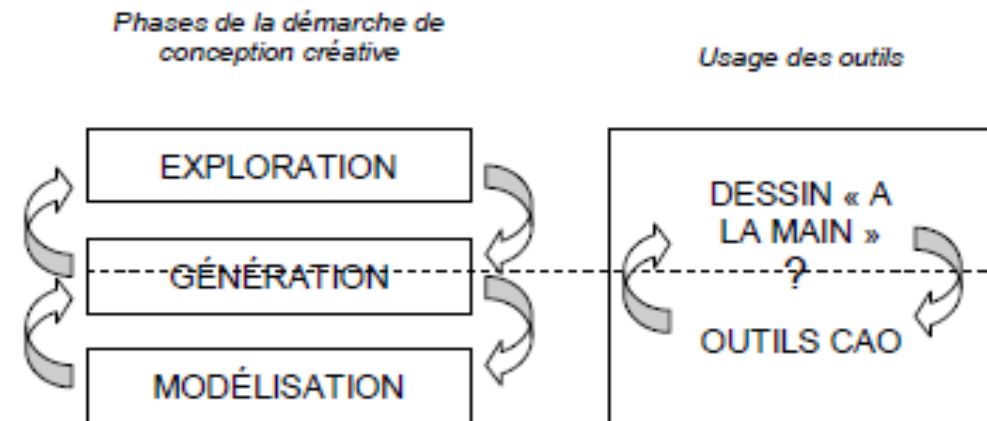 Phases de la démarche de
conception créative
Usage des outils
EXPLORATION
GÉNÉRATION
MODÉLISATION
DESSIN « A
LA MAIN »
?
OUTILS CAO